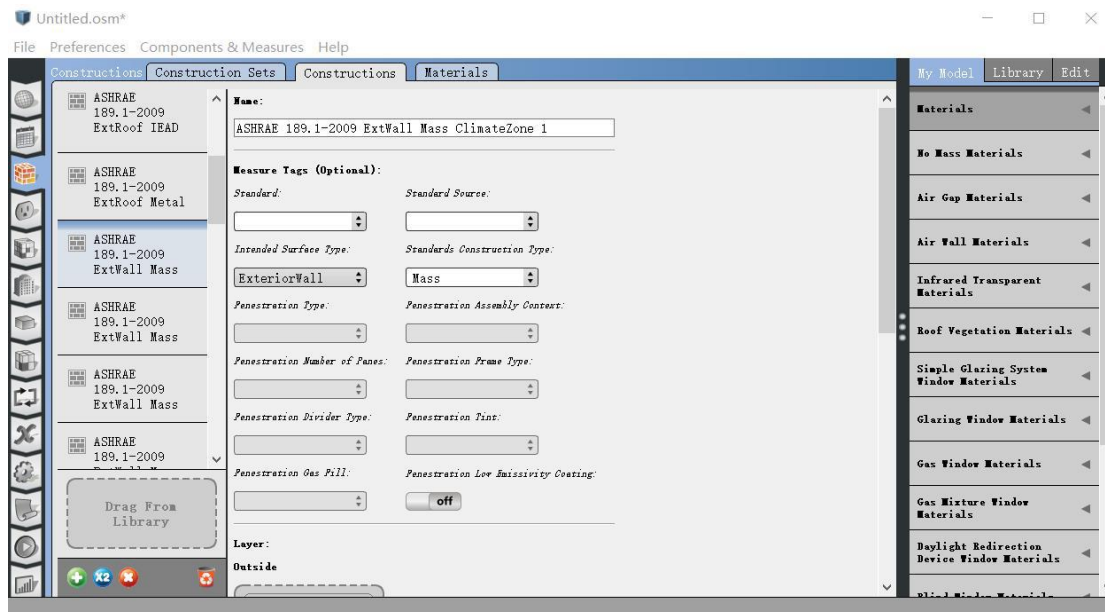 Untitled.osm*
File Preferences Components & Measures Help
Constructions Construction Sets Constructions Materials
My Model Library Edit
ASHRAE
189.1-2009
ExtRoof IEAD
ASHRAE
189.1-2009
ExtRoof Metal
ASHRAE
189.1-2009
ExtWall Mass
ASHRAE
189.1-2009
ExtWall Mass
ASHRAE
189.1-2009
ExtWall Mass
ASHRAE
189.1-2009
Drag From
Library
Name:
ASHRAE 189.1-2009 ExtWall Mass ClimateZone 1
Measure Tags (Optional):
Standard: Standard Source:
Intended Surface Type: Standards Construction Type:
ExteriorWall Mass
Fenestration Type: Fenestration Assembly Context:
Fenestration Number of Panes: Fenestration Frame Type:
Fenestration Divider Type: Fenestration Tint:
Fenestration Gas Fill: Fenestration Low Emissivity Coating:
off
Layer:
Outside
Materials
No Mass Materials
Air Gap Materials
Air Wall Materials
Infrared Transparent
Materials
Roof Vegetation Materials
Simple Glazing System
Window Materials
Glazing Window Materials
Gas Window Materials
Gas Mixture Window
Materials
Daylight Redirection
Device Window Materials
Blind Window Materials